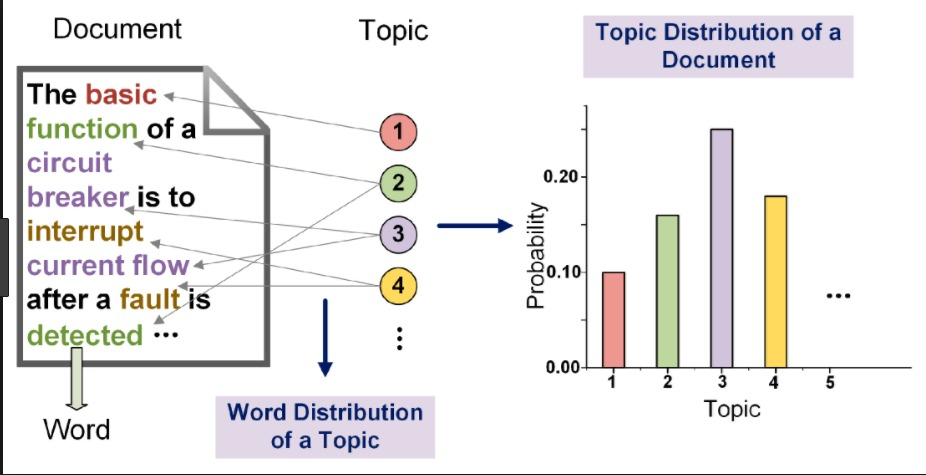 Document
Topic
Topic Distribution of a
Document
The basic
function of a
circuit
breaker is to
interrupt
current flow
after a fault is
detected ...
Word
1
2
3
4
⋮
Word Distribution
of a Topic
Probability
0.20
0.10
0.00
...
1 2 3 4 5
Topic